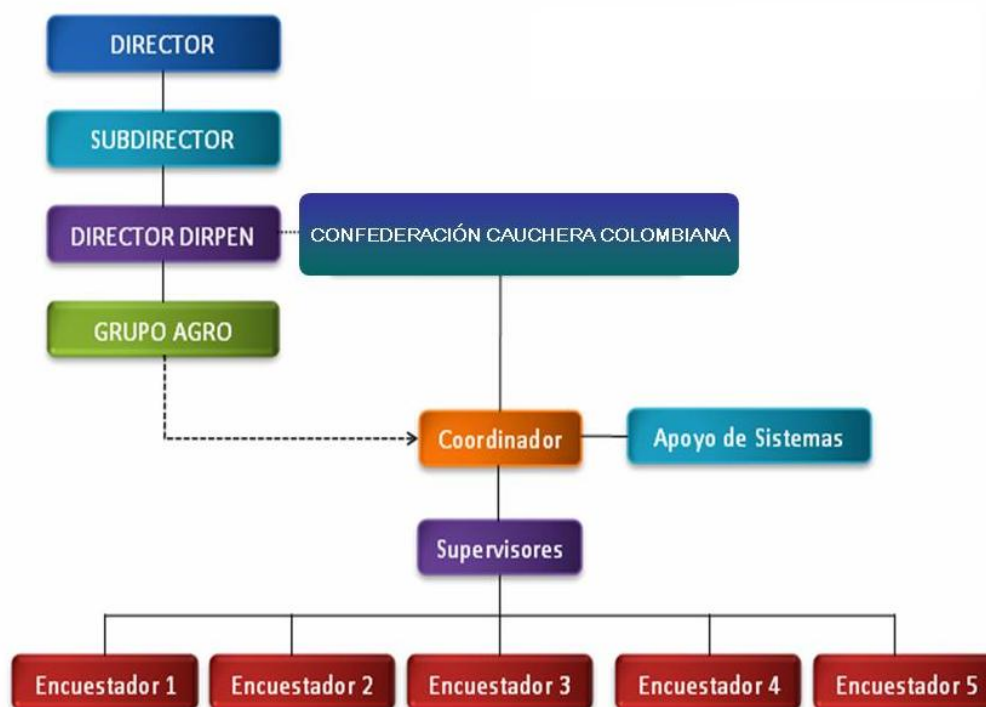 DIRECTOR
SUBDIRECTOR
DIRECTOR DIRPEN
CONFEDERACIÓN CAUCHERA COLOMBIANA
GRUPO AGRO
Coordinador
Apoyo de Sistemas
Supervisores
Encuestador 1
Encuestador 2
Encuestador 3
Encuestador 4
Encuestador 5